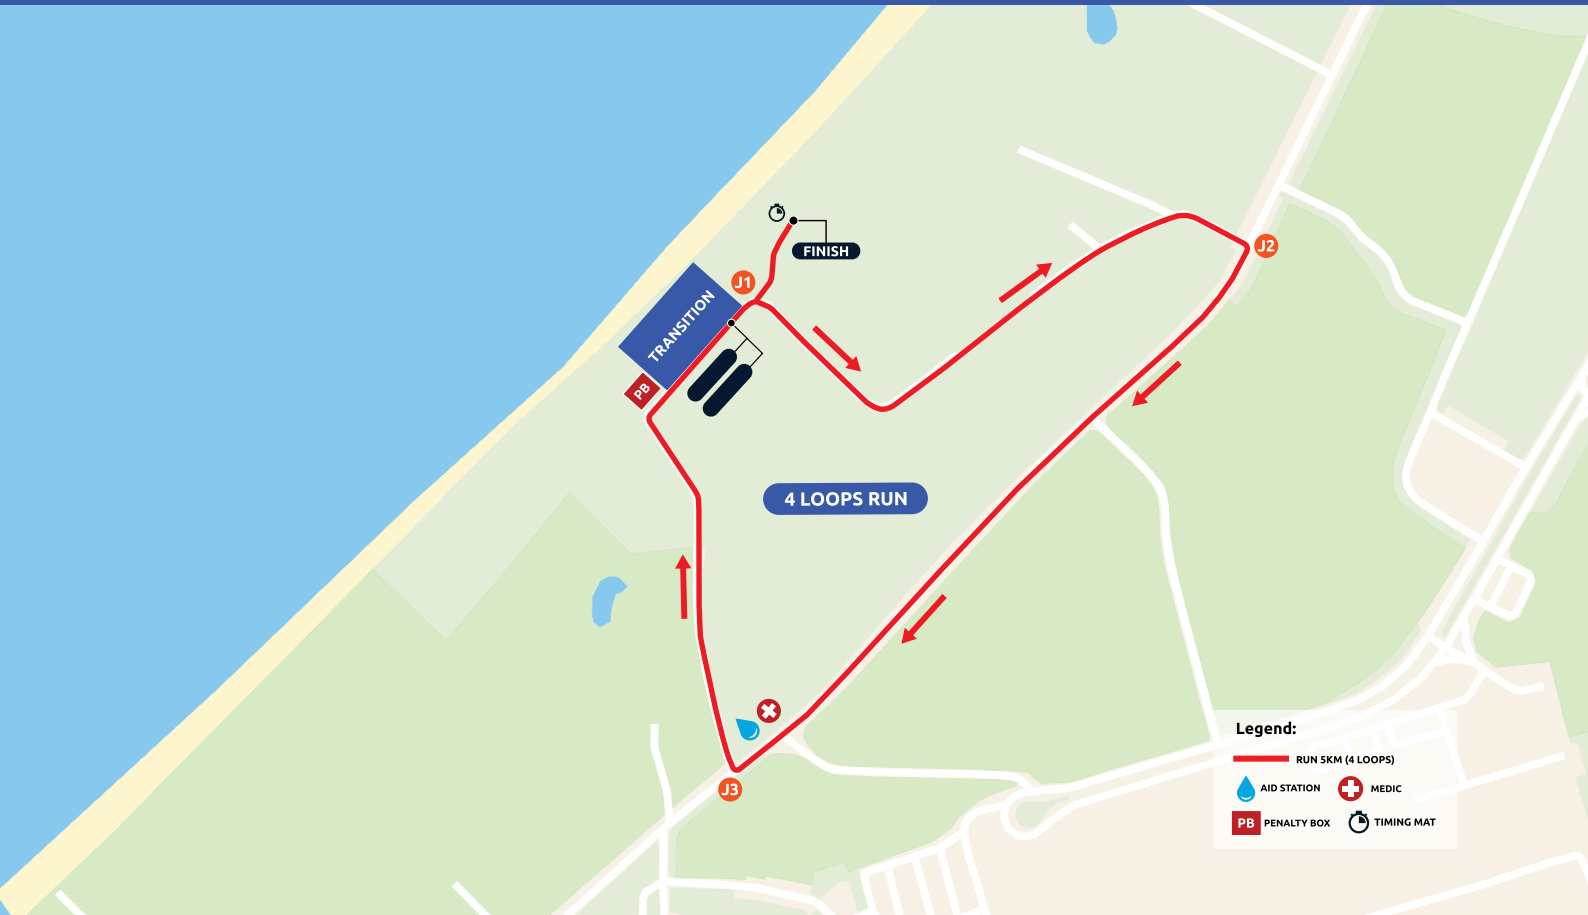 FINISH
J1
J2
TRANSITION
PB
4 LOOPS RUN
J3
Legend:
RUN 5KM (4 LOOPS)
AID STATION
MEDIC
PB PENALTY BOX
TIMING MAT